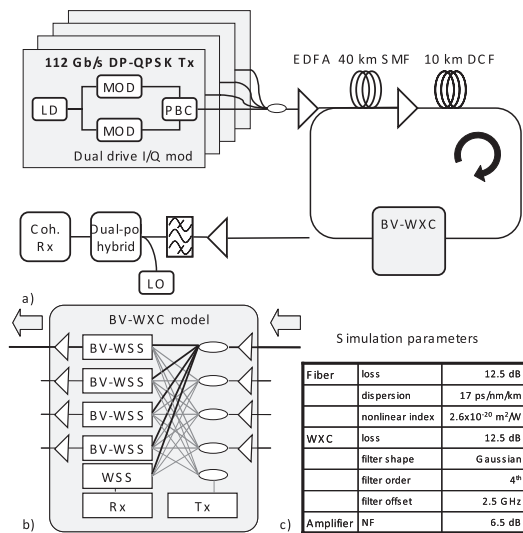 112 Gb/s DP-QPSK Tx
LD
MOD
MOD
PBC
Dual drive I/Q mod
EDFA 40 km SMF 10 km DCF
BV-WXC
Coh.
Rx
Dual-po
hybrid
LO
a)
BV-WXC model
BV-WSS
BV-WSS
BV-WSS
BV-WSS
WSS
Rx
Tx
b)
Simulation parameters
Fiber loss 12.5 dB
dispersion 17 ps/nm/km
nonlinear index 2.6x10⁻²⁰ m²/W
WXC loss 12.5 dB
filter shape Gaussian
filter order 4ᵗʰ
filter offset 2.5 GHz
Amplifier NF 6.5 dB
c)